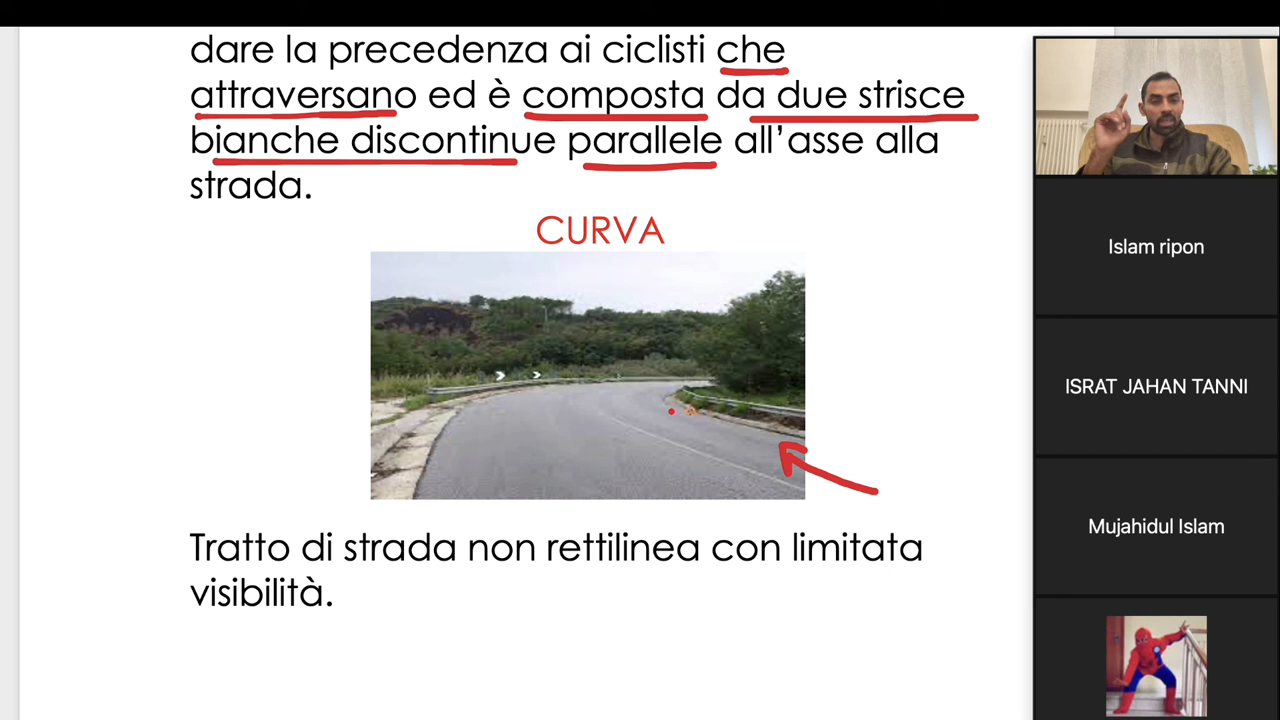 dare la precedenza ai ciclisti che
attraversano ed è composta da due strisce
bianche discontinue parallele all’asse alla
strada.
CURVA
Tratto di strada non rettilinea con limitata
visibilità.
Islam ripon
ISRAT JAHAN TANNI
Mujahidul Islam